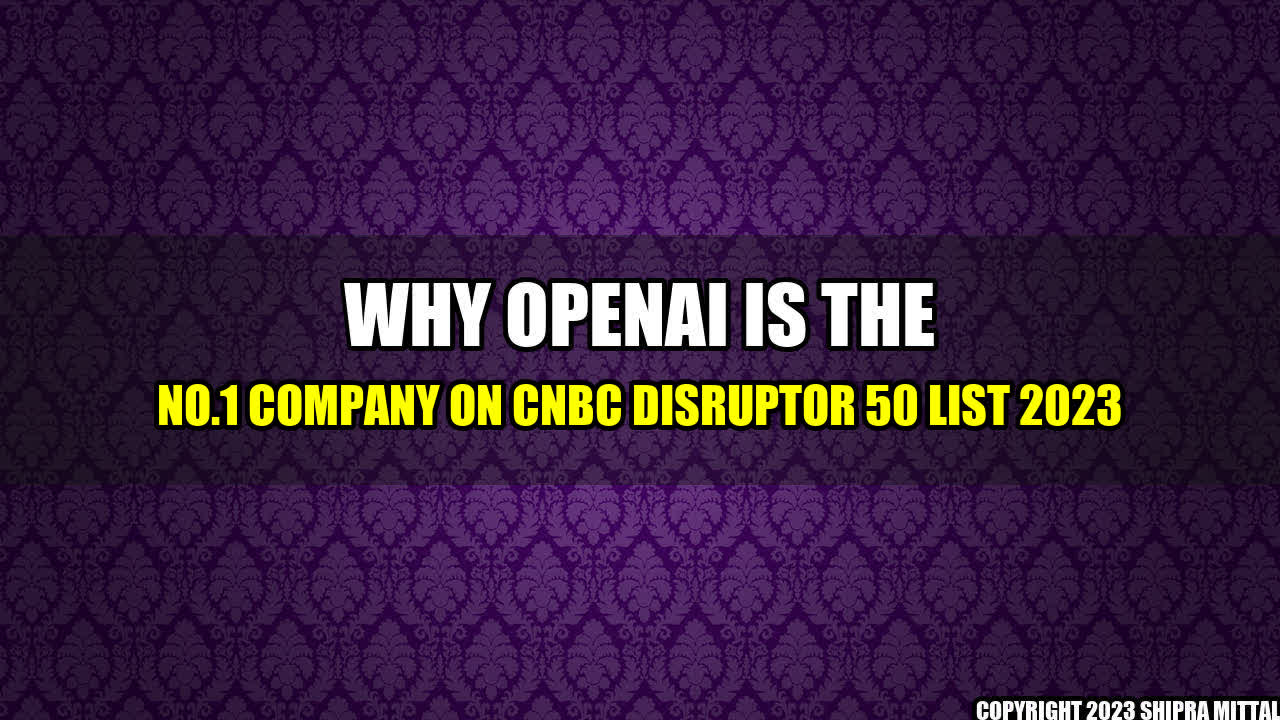 WHY OPENAI IS THE
NO.1 COMPANY ON CNBC DISRUPTOR 50 LIST 2023
COPYRIGHT 2023 SHIPRA MITTAL